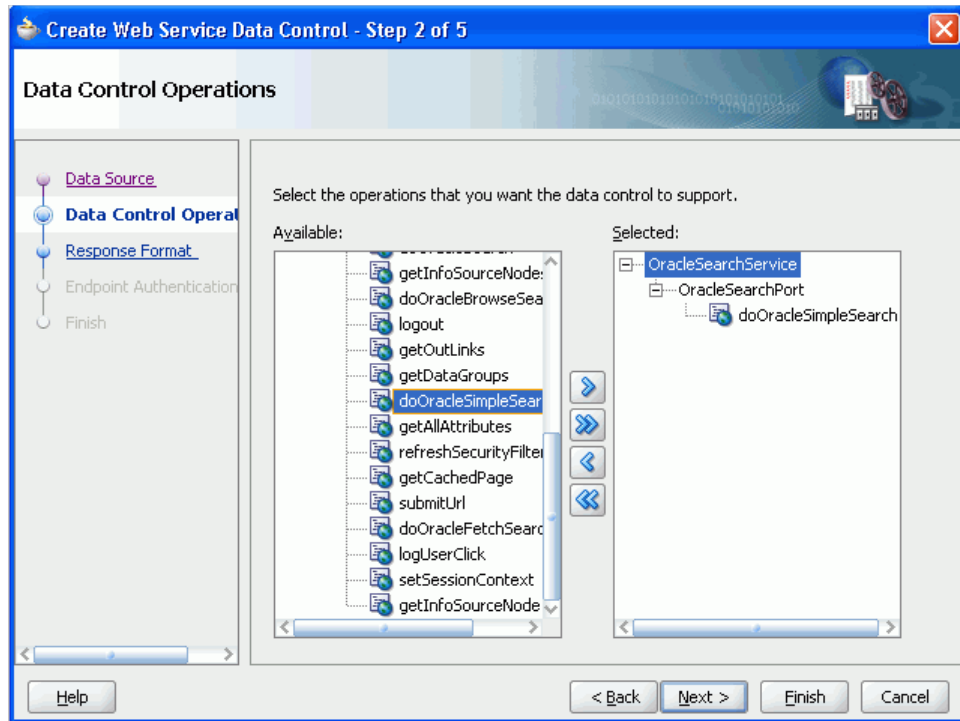 Create Web Service Data Control - Step 2 of 5
Data Control Operations
Data Source
Data Control Operat
Response Format
Endpoint Authentication
Finish
Select the operations that you want the data control to support.
Available:
getInfoSourceNodes
doOracleBrowseSea
logout
getOutLinks
getDataGroups
doOracleSimpleSear
getAllAttributes
refreshSecurityFilter
getCachedPage
submitUrl
doOracleFetchSearc
logUserClick
setSessionContext
getInfoSourceNode
Selected:
OracleSearchService
OracleSearchPort
doOracleSimpleSearch
Help
< Back
Next >
Finish
Cancel